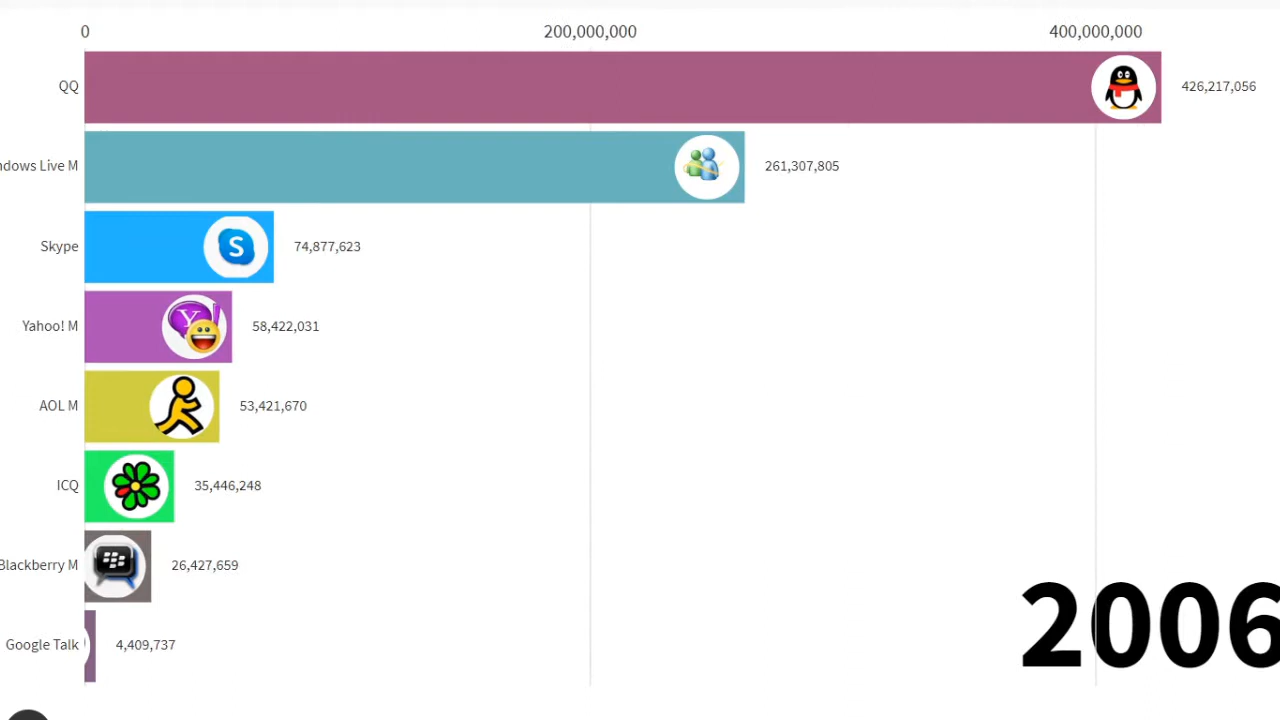 0 200,000,000 400,000,000
QQ 426,217,056
ndows Live M 261,307,805
Skype 74,877,623
Yahoo! M 58,422,031
AOL M 53,421,670
ICQ 35,446,248
Blackberry M 26,427,659
Google Talk 4,409,737
2006